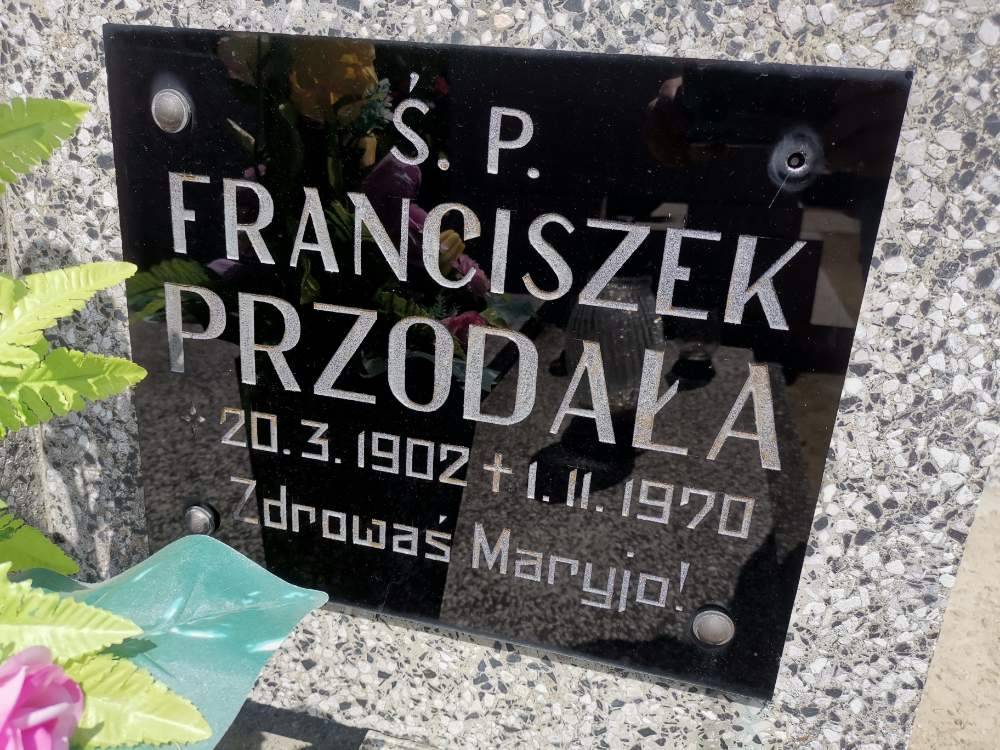 Ś. P.
FRANCISZEK
PRZODAŁA
20. 3. 1902 + 1. 11. 1970
Zdrowaś Maryjo!